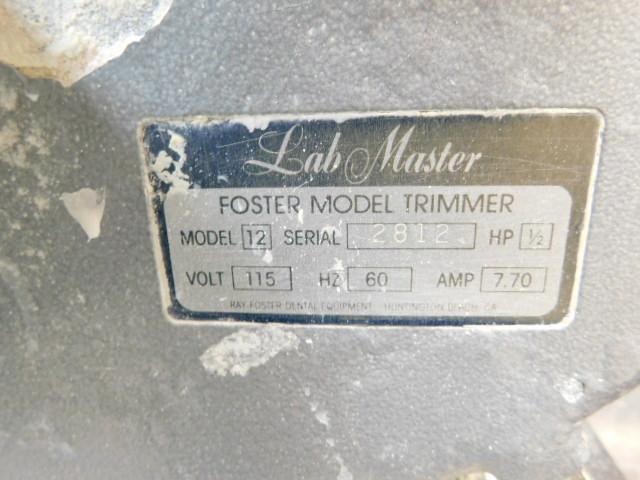 Lab Master
FOSTER MODEL TRIMMER
MODEL 12 SERIAL 2812 HP ½
VOLT 115 HZ 60 AMP 7.70
RAY FOSTER DENTAL EQUIPMENT HUNTINGTON BEACH, CA